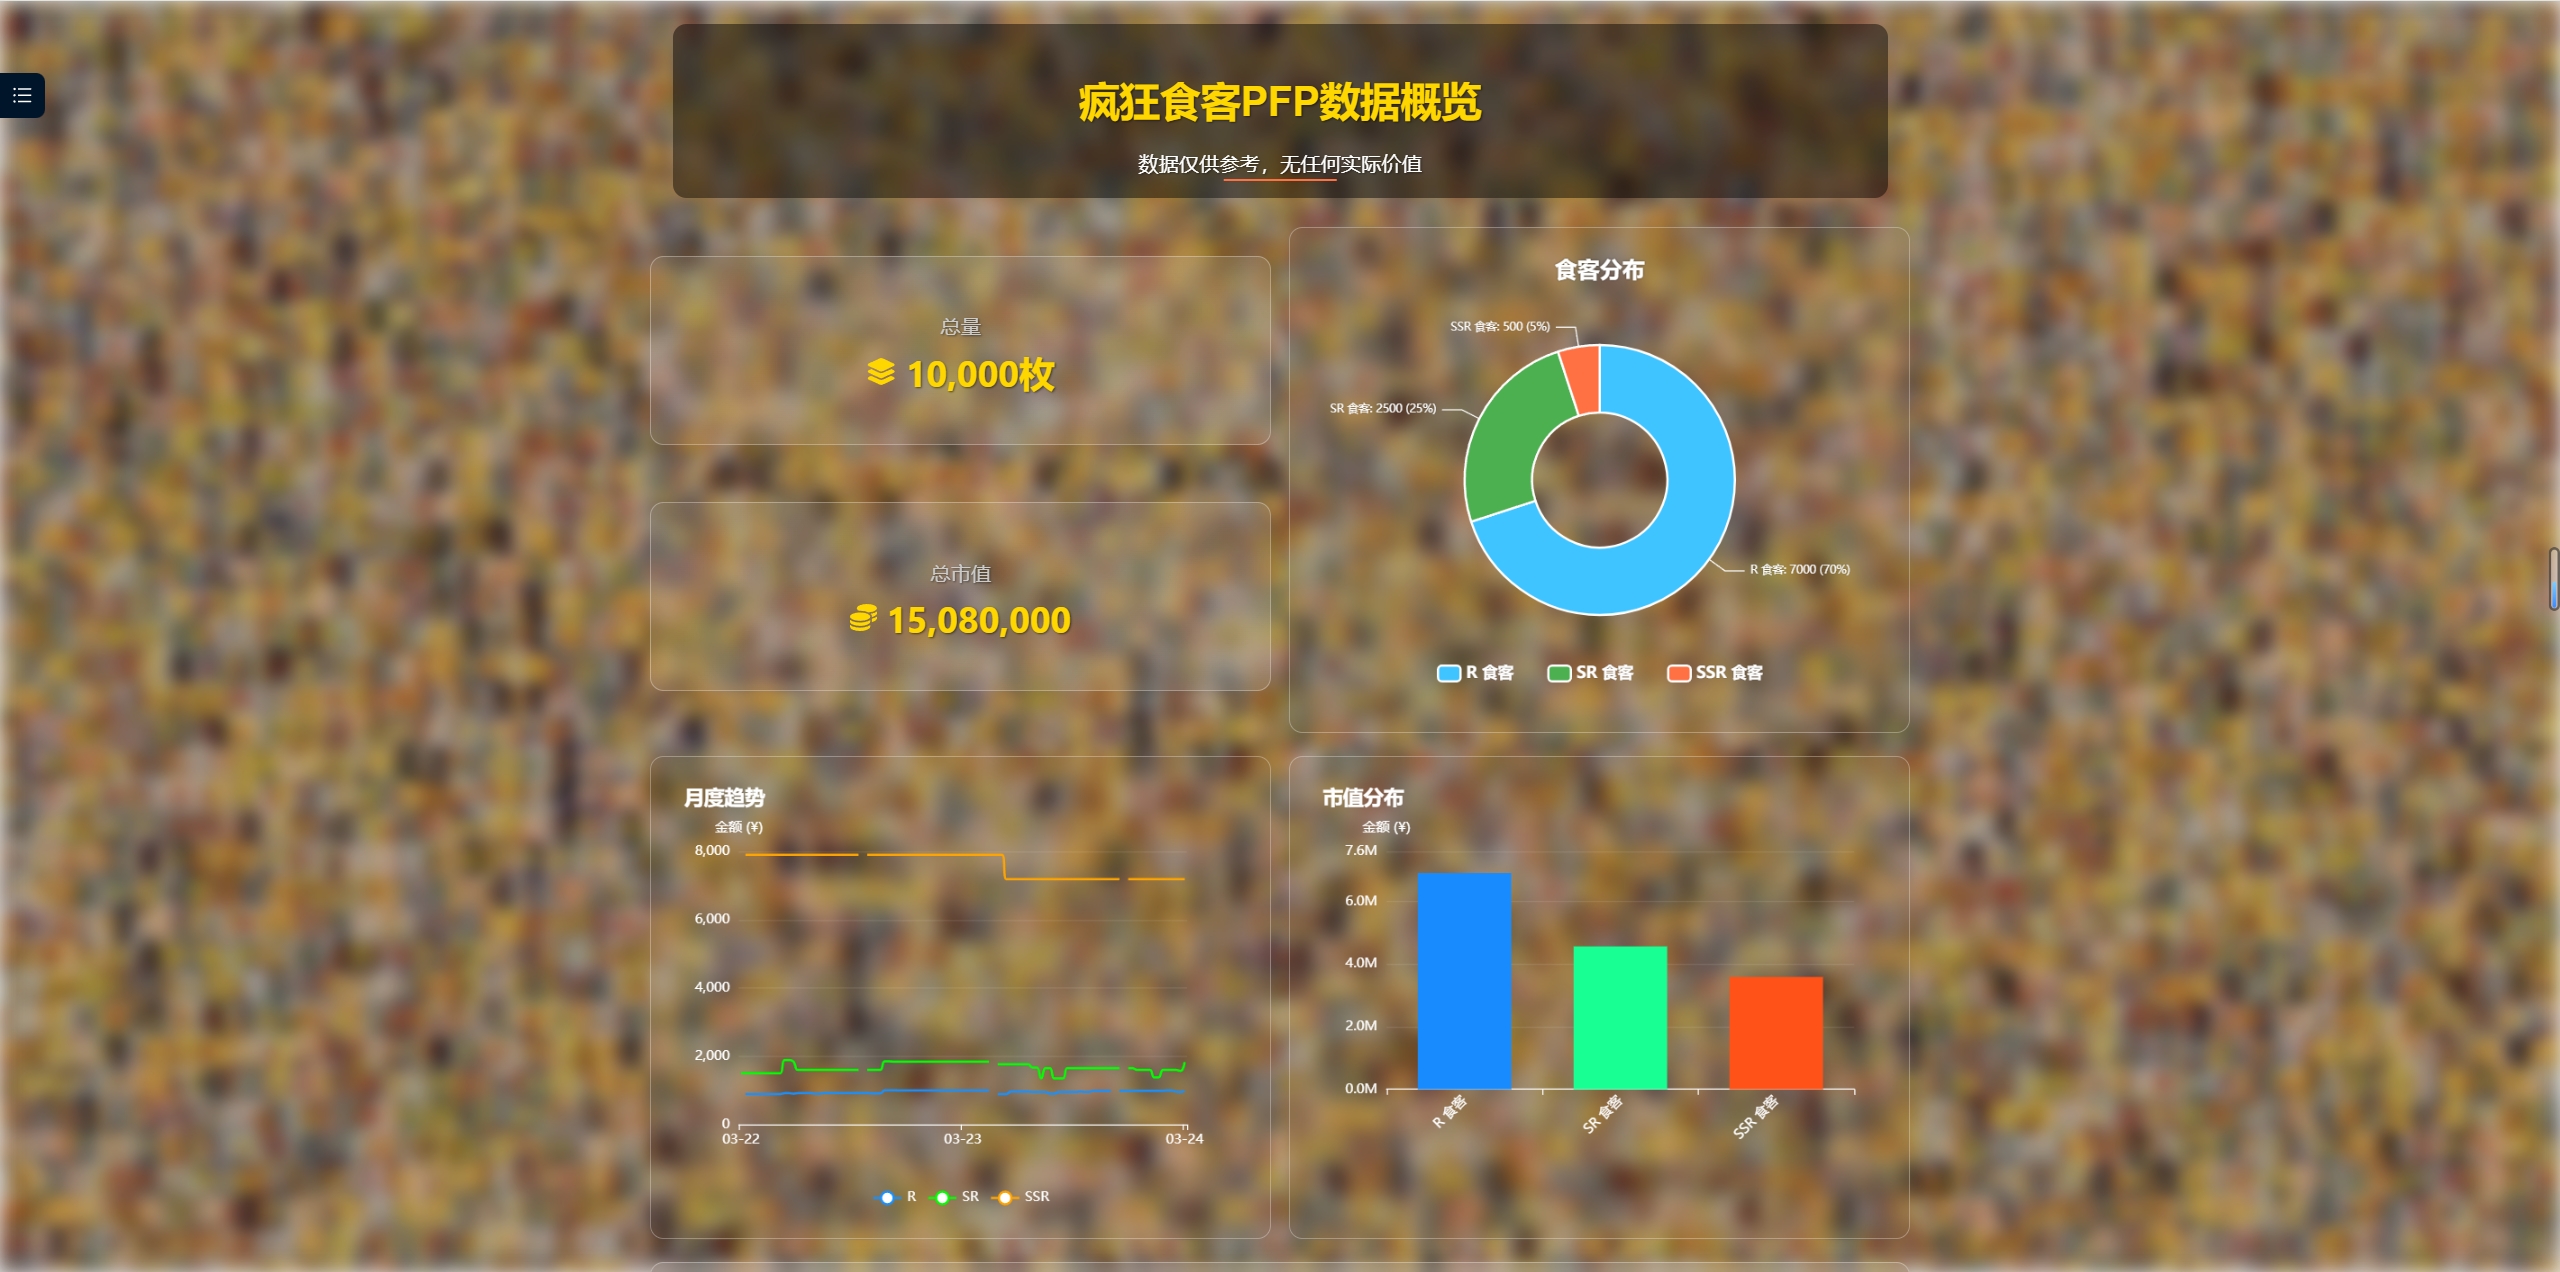 疯狂食客PFP数据概览
数据仅供参考，无任何实际价值
总量
10,000枚
总市值
15,080,000
食客分布
SSR 食客: 500 (5%)
SR 食客: 2500 (25%)
R 食客: 7000 (70%)
R 食客 SR 食客 SSR 食客
月度趋势
金额 (¥)
8,000
6,000
4,000
2,000
0
03-22 03-23 03-24
R SR SSR
市值分布
金额 (¥)
7.6M
6.0M
4.0M
2.0M
0.0M
R 食客 SR 食客 SSR 食客